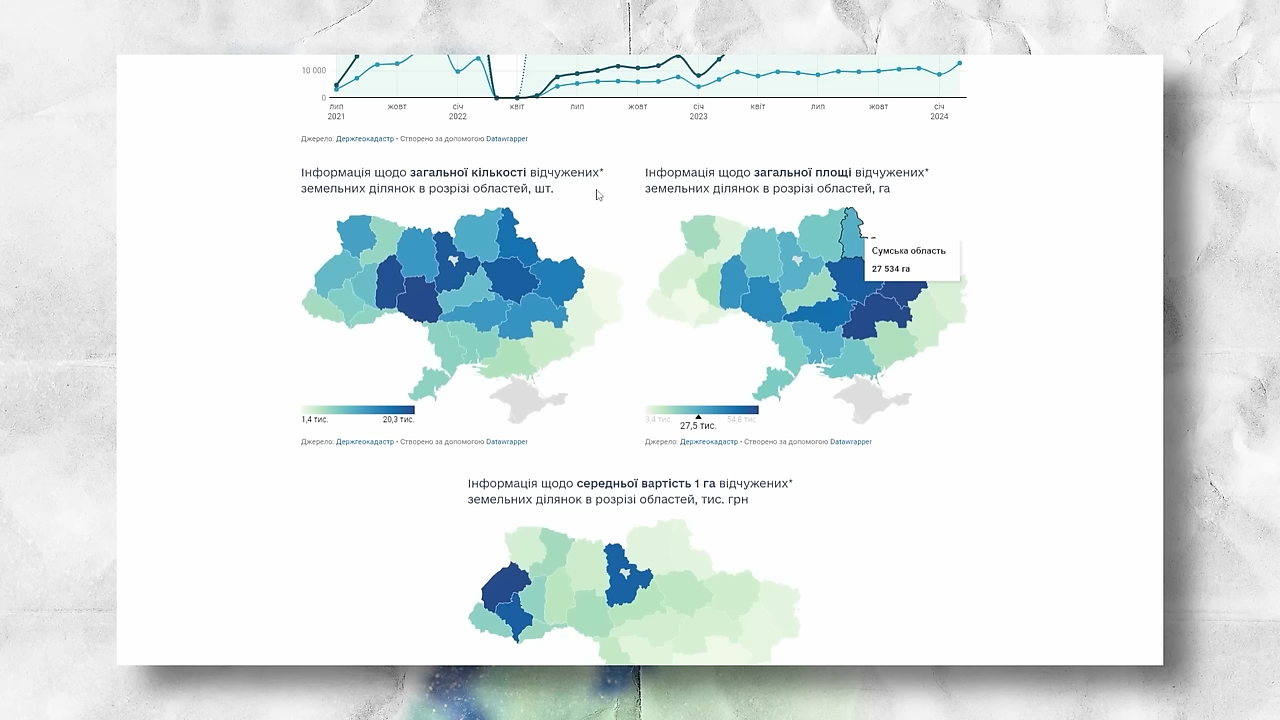 10 000
0
лип
2021
жовт
січ
2022
квіт
лип
жовт
січ
2023
квіт
лип
жовт
січ
2024
Джерело: Держгеокадастр • Створено за допомогою Datawrapper
Інформація щодо загальної кількості відчужених*
земельних ділянок в розрізі областей, шт.
1,4 тис.
20,3 тис.
Джерело: Держгеокадастр • Створено за допомогою Datawrapper
Інформація щодо загальної площі відчужених*
земельних ділянок в розрізі областей, га
Сумська область
27 534 га
3,4 тис.
54,8 тис.
27,5 тис.
Джерело: Держгеокадастр • Створено за допомогою Datawrapper
Інформація щодо середньої вартість 1 га відчужених*
земельних ділянок в розрізі областей, тис. грн